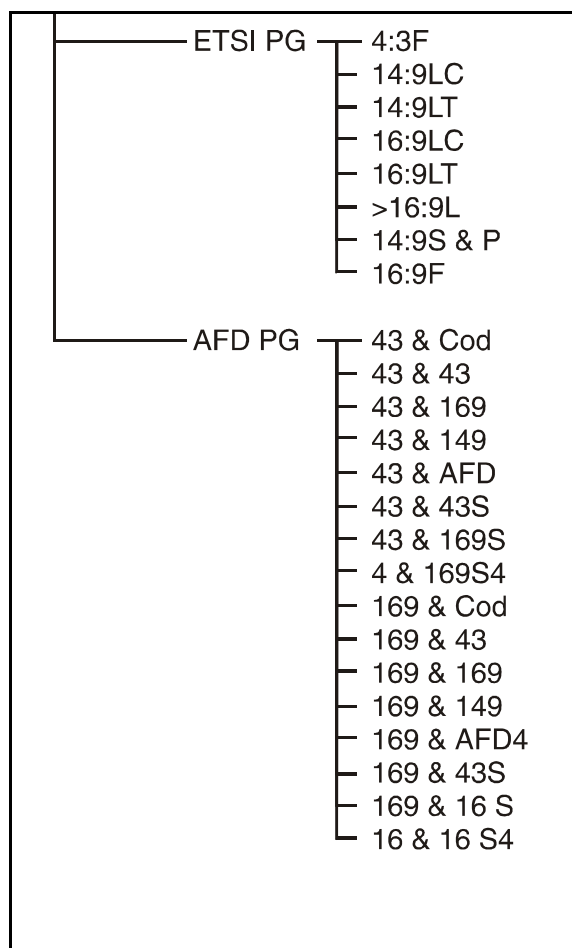 ETSI PG 4:3F
14:9LC
14:9LT
16:9LC
16:9LT
>16:9L
14:9S & P
16:9F
AFD PG 43 & Cod
43 & 43
43 & 169
43 & 149
43 & AFD
43 & 43S
43 & 169S
4 & 169S4
169 & Cod
169 & 43
169 & 169
169 & 149
169 & AFD4
169 & 43S
169 & 16 S
16 & 16 S4